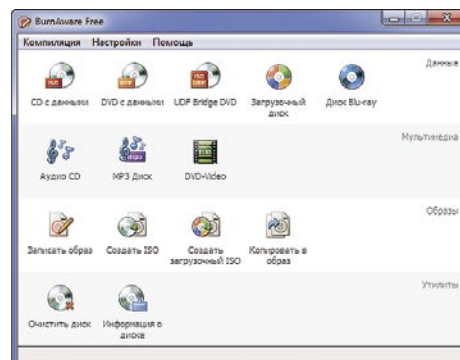 BurnAware Free
Компиляция Настройки Помощь
Данные
CD с данными DVD с данными UDF Bridge DVD Загрузочный диск Диск Blu-ray
Мультимедиа
Аудио CD MP3 Диск DVD-Video
Образы
Записать образ Создать ISO Создать загрузочный ISO Копировать в образ
Утилиты
Очистить диск Информация о диске